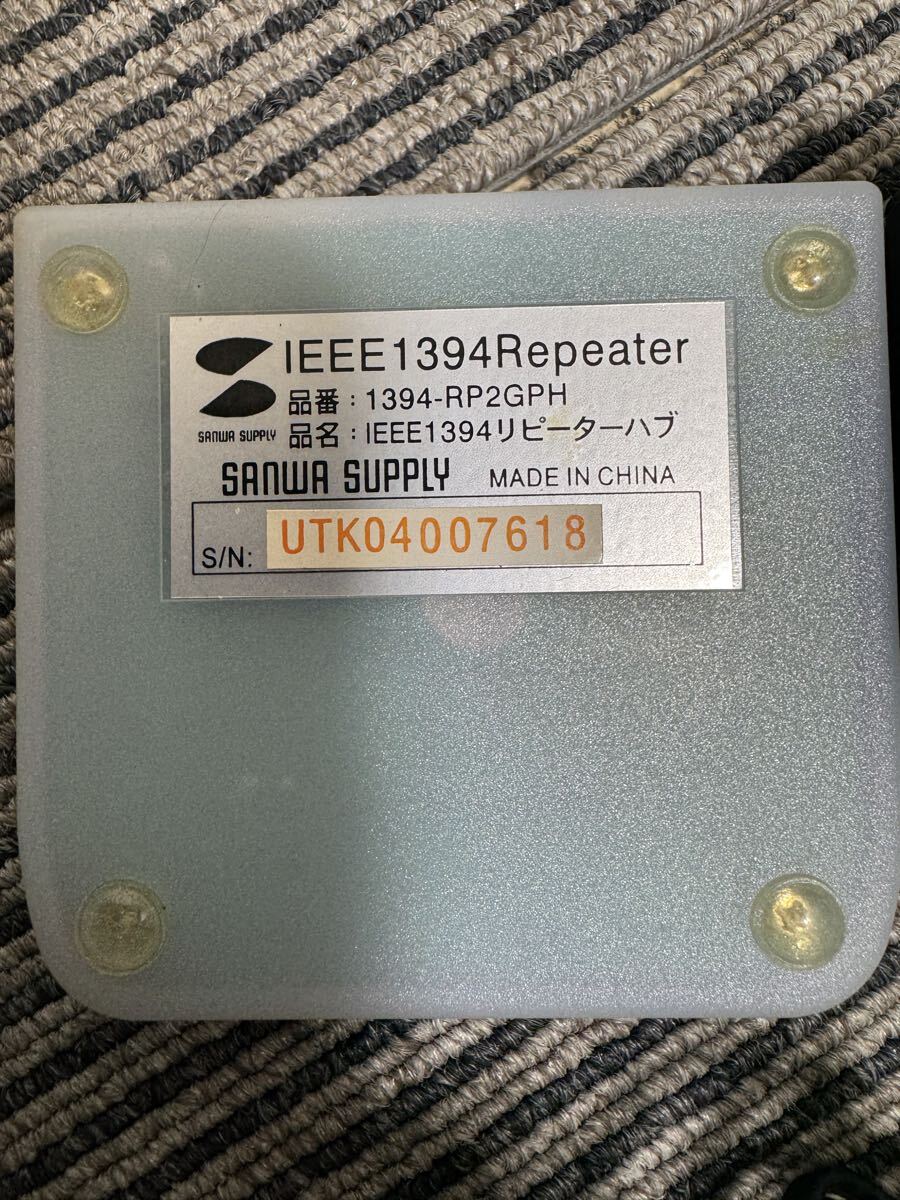 IEEE1394Repeater
品番：1394-RP2GPH
SANWA SUPPLY 品名：IEEE1394リピーターハブ
SANWA SUPPLY MADE IN CHINA
S/N: UTK04007618